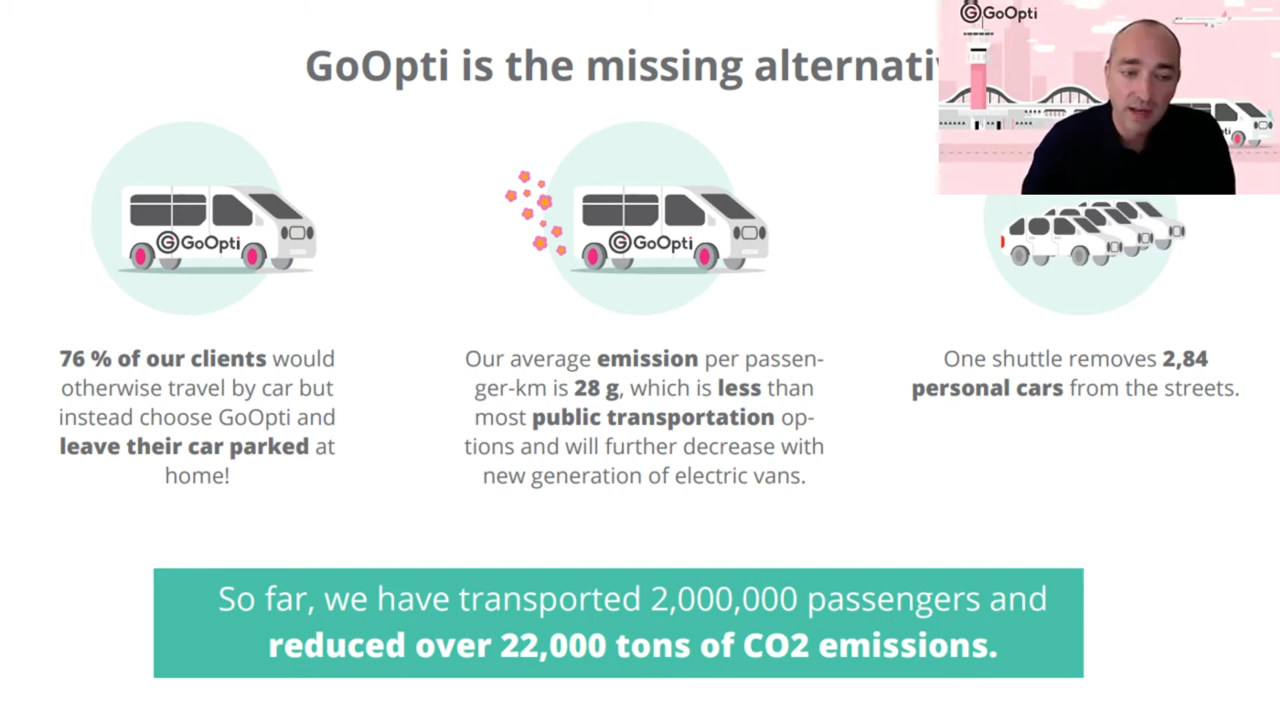 GoOpti is the missing
GoOpti
GoOpti
GoOpti
76 % of our clients would
otherwise travel by car but
instead choose GoOpti and
leave their car parked at
home!
Our average emission per passen-
ger-km is 28 g, which is less than
most public transportation op-
tions and will further decrease with
new generation of electric vans.
One shuttle removes 2,84
personal cars from the streets.
So far, we have transported 2,000,000 passengers and
reduced over 22,000 tons of CO2 emissions.